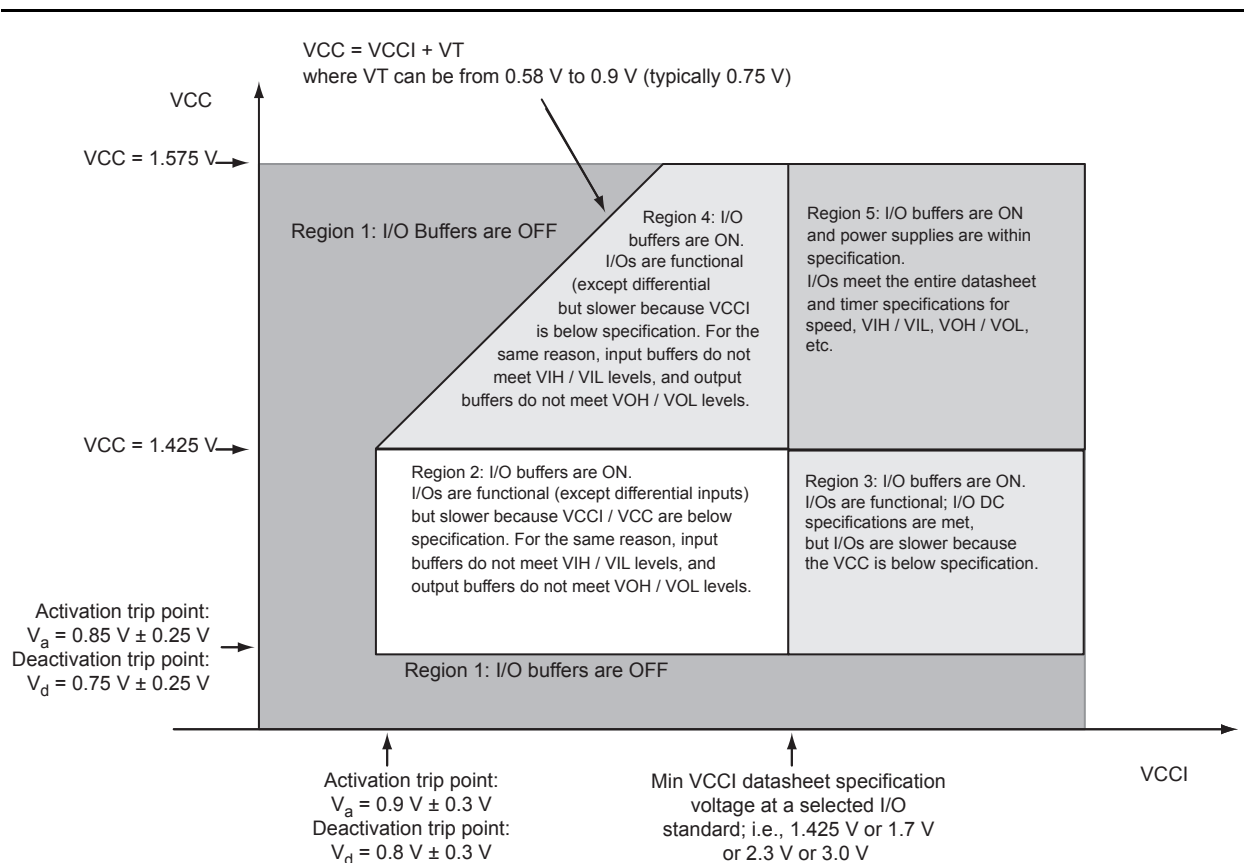 VCC = VCCI + VT
where VT can be from 0.58 V to 0.9 V (typically 0.75 V)
VCC
VCC = 1.575 V
Region 1: I/O Buffers are OFF
Region 4: I/O
buffers are ON.
I/Os are functional
(except differential
but slower because VCCI
is below specification. For the
same reason, input buffers do not
meet VIH / VIL levels, and output
buffers do not meet VOH / VOL levels.
Region 5: I/O buffers are ON
and power supplies are within
specification.
I/Os meet the entire datasheet
and timer specifications for
speed, VIH / VIL, VOH / VOL,
etc.
VCC = 1.425 V
Region 2: I/O buffers are ON.
I/Os are functional (except differential inputs)
but slower because VCCI / VCC are below
specification. For the same reason, input
buffers do not meet VIH / VIL levels, and
output buffers do not meet VOH / VOL levels.
Region 3: I/O buffers are ON.
I/Os are functional; I/O DC
specifications are met,
but I/Os are slower because
the VCC is below specification.
Activation trip point:
Va = 0.85 V ± 0.25 V
Deactivation trip point:
Vd = 0.75 V ± 0.25 V
Region 1: I/O buffers are OFF
VCCI
Activation trip point:
Va = 0.9 V ± 0.3 V
Deactivation trip point:
Vd = 0.8 V ± 0.3 V
Min VCCI datasheet specification
voltage at a selected I/O
standard; i.e., 1.425 V or 1.7 V
or 2.3 V or 3.0 V